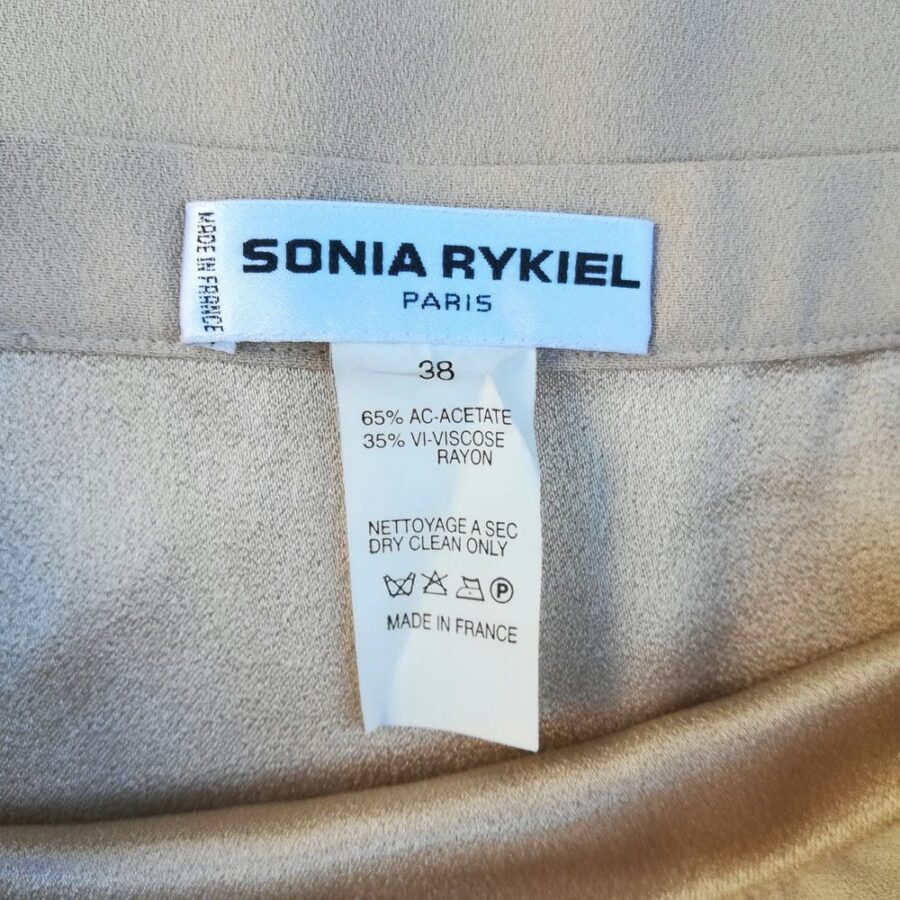 MADE IN FRANCE
SONIA RYKIEL
PARIS
38
65% AC-ACETATE
35% VI-VISCOSE
RAYON
NETTOYAGE A SEC
DRY CLEAN ONLY
P
MADE IN FRANCE